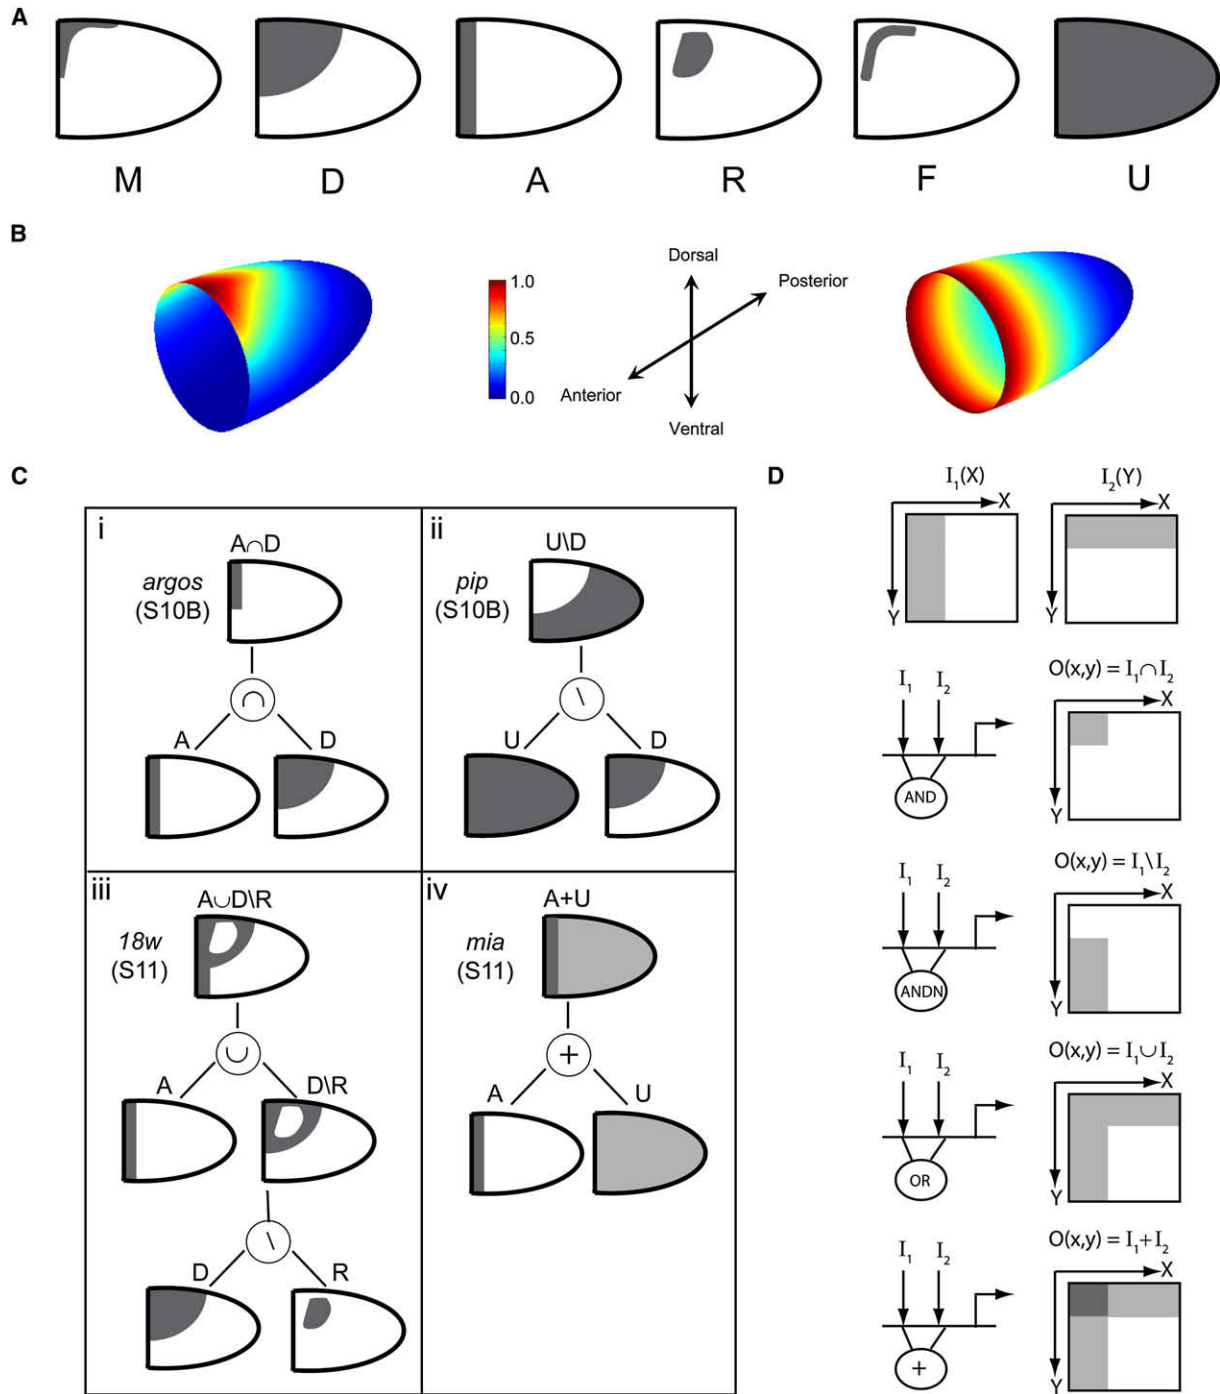 A
M D A R F U
B
1.0
0.5
0.0
Dorsal
Posterior
Anterior
Ventral
C
i
A∩D
argos
(S10B)
∩
A D
ii
U\D
pip
(S10B)
\
U D
iii
A∪D\R
18w
(S11)
∪
A D\R
\
D R
iv
A+U
mia
(S11)
+
A U
D
I₁(X) I₂(Y)
X X
Y Y
I₁ I₂
AND
O(x,y) = I₁∩I₂
X
Y
I₁ I₂
ANDN
O(x,y) = I₁\I₂
X
Y
I₁ I₂
OR
O(x,y) = I₁∪I₂
X
Y
I₁ I₂
+
O(x,y) = I₁+I₂
X
Y